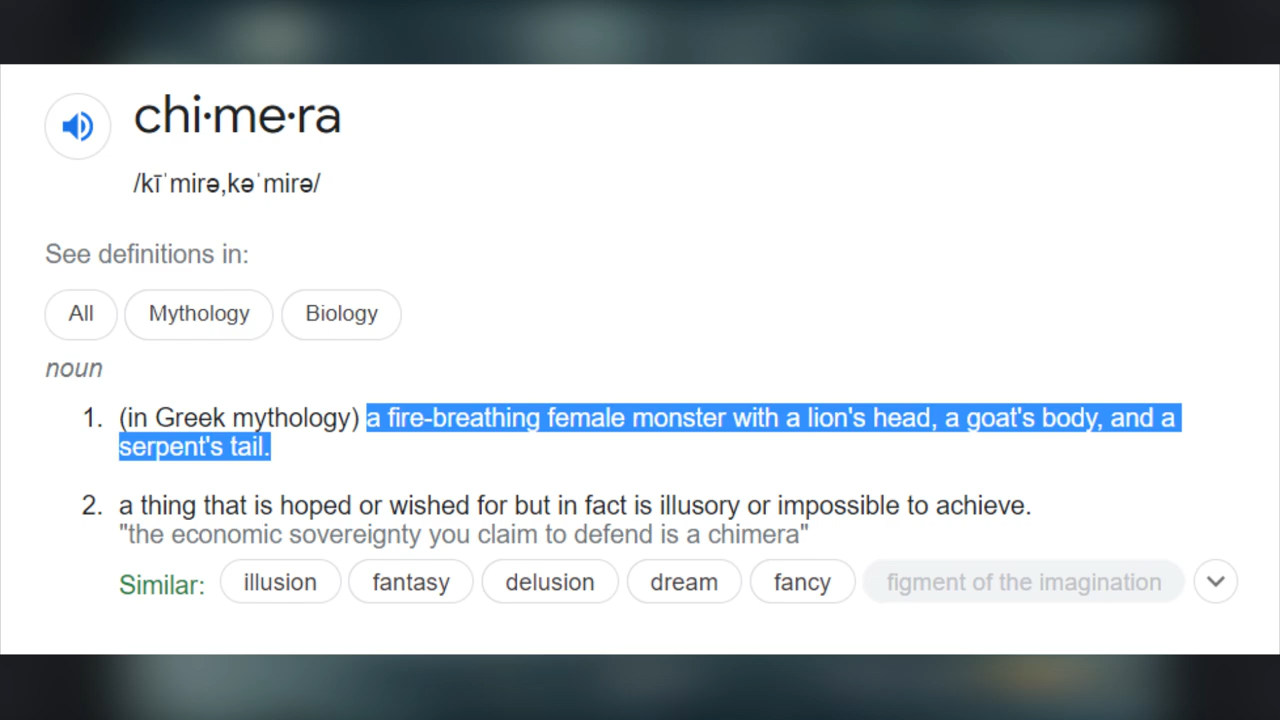 chi·me·ra
/kīˈmirə,kəˈmirə/
See definitions in:
All Mythology Biology
noun
1. (in Greek mythology) a fire-breathing female monster with a lion's head, a goat's body, and a
serpent's tail.
2. a thing that is hoped or wished for but in fact is illusory or impossible to achieve.
"the economic sovereignty you claim to defend is a chimera"
Similar: illusion fantasy delusion dream fancy figment of the imagination